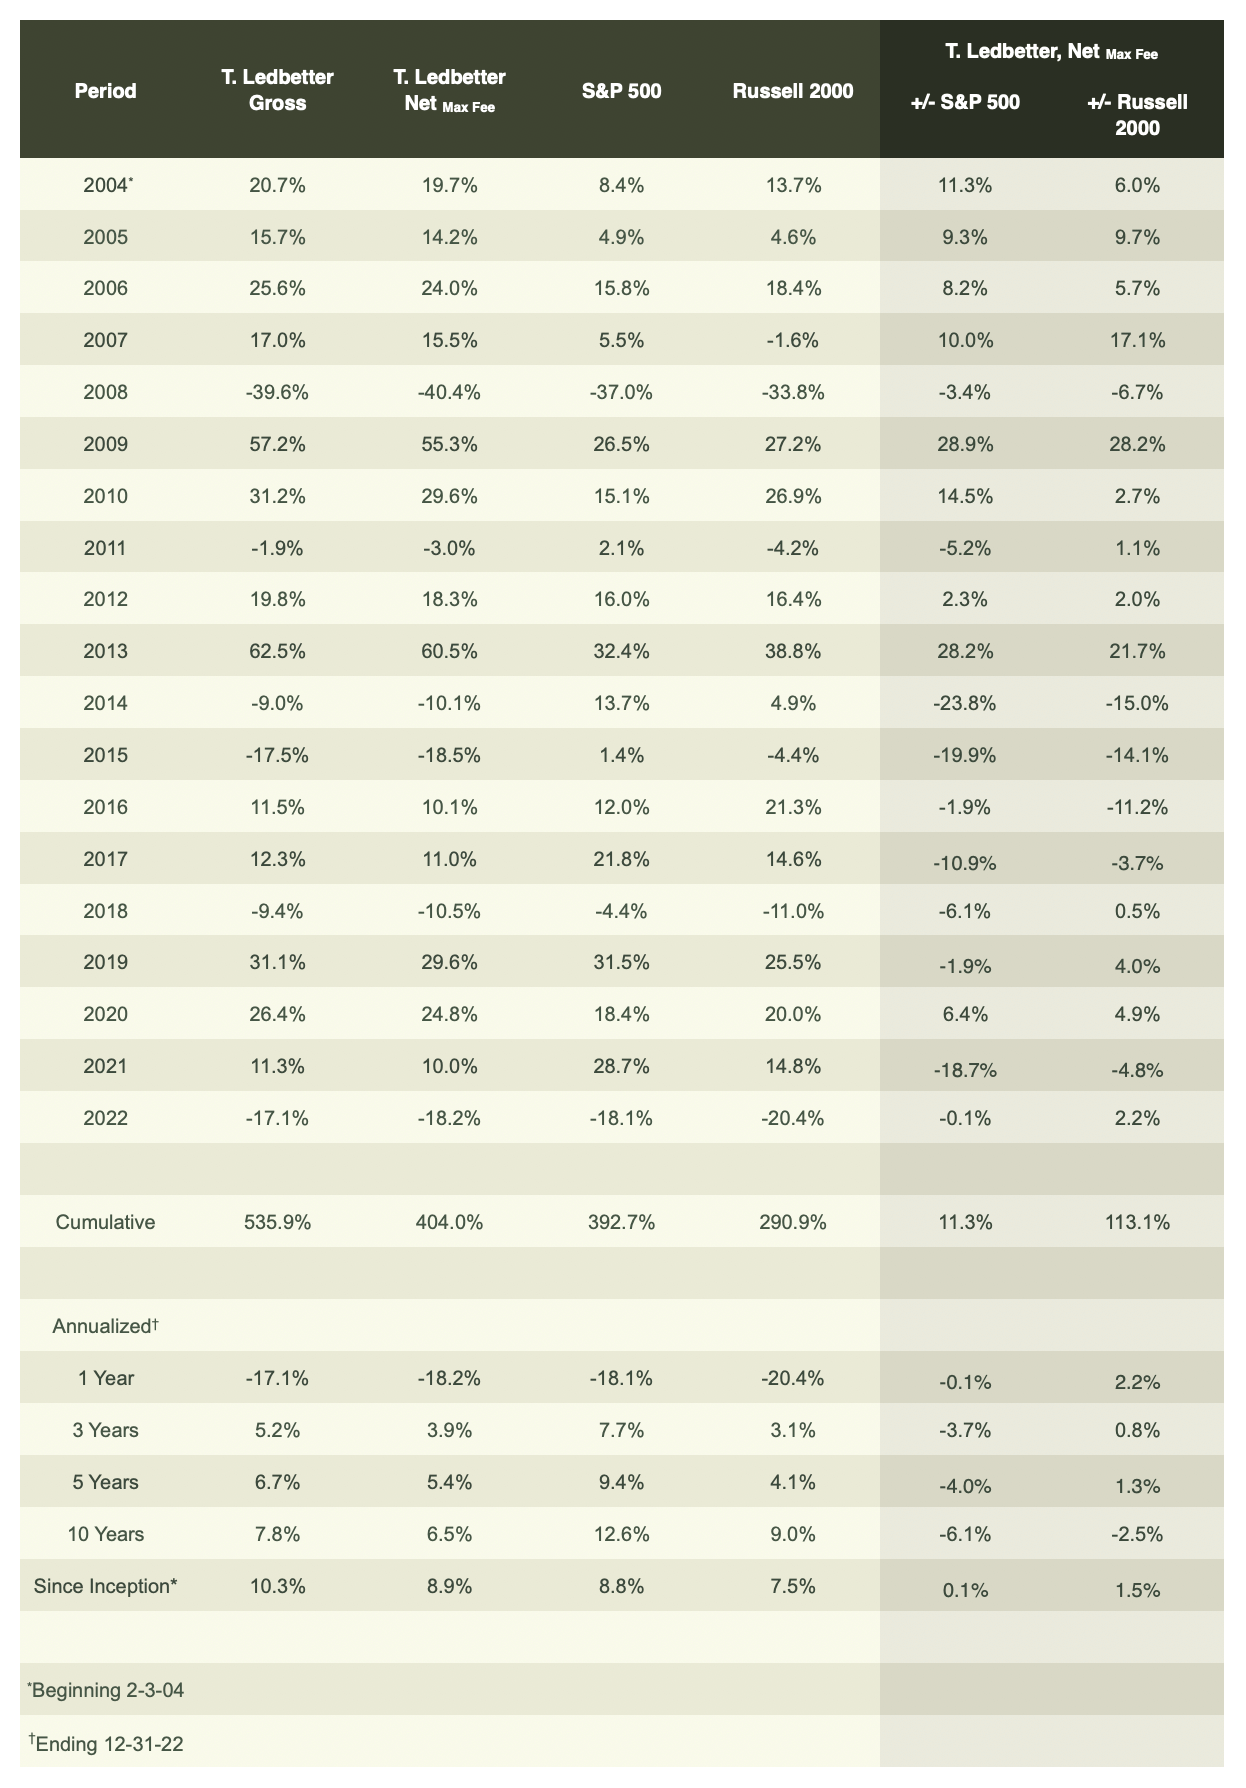 Period T. Ledbetter Gross T. Ledbetter Net Max Fee S&P 500 Russell 2000 T. Ledbetter, Net Max Fee +/- S&P 500 +/- Russell 2000
2004* 20.7% 19.7% 8.4% 13.7% 11.3% 6.0%
2005 15.7% 14.2% 4.9% 4.6% 9.3% 9.7%
2006 25.6% 24.0% 15.8% 18.4% 8.2% 5.7%
2007 17.0% 15.5% 5.5% -1.6% 10.0% 17.1%
2008 -39.6% -40.4% -37.0% -33.8% -3.4% -6.7%
2009 57.2% 55.3% 26.5% 27.2% 28.9% 28.2%
2010 31.2% 29.6% 15.1% 26.9% 14.5% 2.7%
2011 -1.9% -3.0% 2.1% -4.2% -5.2% 1.1%
2012 19.8% 18.3% 16.0% 16.4% 2.3% 2.0%
2013 62.5% 60.5% 32.4% 38.8% 28.2% 21.7%
2014 -9.0% -10.1% 13.7% 4.9% -23.8% -15.0%
2015 -17.5% -18.5% 1.4% -4.4% -19.9% -14.1%
2016 11.5% 10.1% 12.0% 21.3% -1.9% -11.2%
2017 12.3% 11.0% 21.8% 14.6% -10.9% -3.7%
2018 -9.4% -10.5% -4.4% -11.0% -6.1% 0.5%
2019 31.1% 29.6% 31.5% 25.5% -1.9% 4.0%
2020 26.4% 24.8% 18.4% 20.0% 6.4% 4.9%
2021 11.3% 10.0% 28.7% 14.8% -18.7% -4.8%
2022 -17.1% -18.2% -18.1% -20.4% -0.1% 2.2%
Cumulative 535.9% 404.0% 392.7% 290.9% 11.3% 113.1%
Annualized†
1 Year -17.1% -18.2% -18.1% -20.4% -0.1% 2.2%
3 Years 5.2% 3.9% 7.7% 3.1% -3.7% 0.8%
5 Years 6.7% 5.4% 9.4% 4.1% -4.0% 1.3%
10 Years 7.8% 6.5% 12.6% 9.0% -6.1% -2.5%
Since Inception* 10.3% 8.9% 8.8% 7.5% 0.1% 1.5%
*Beginning 2-3-04
†Ending 12-31-22